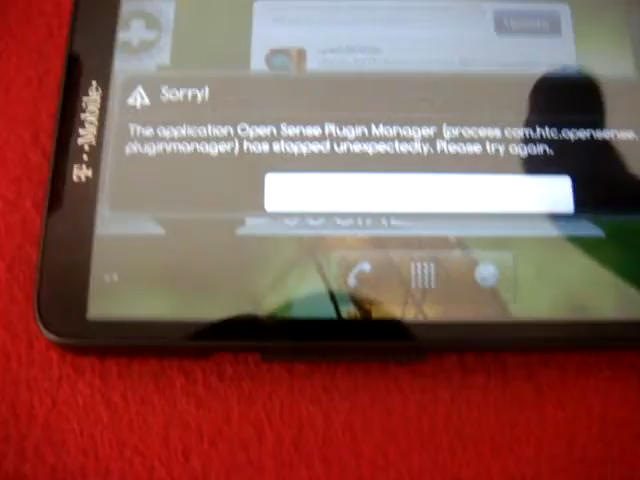 T··Mobile·
Sorry!
The application Open Sense Plugin Manager (process com.htc.opensense.
pluginmanager) has stopped unexpectedly. Please try again.